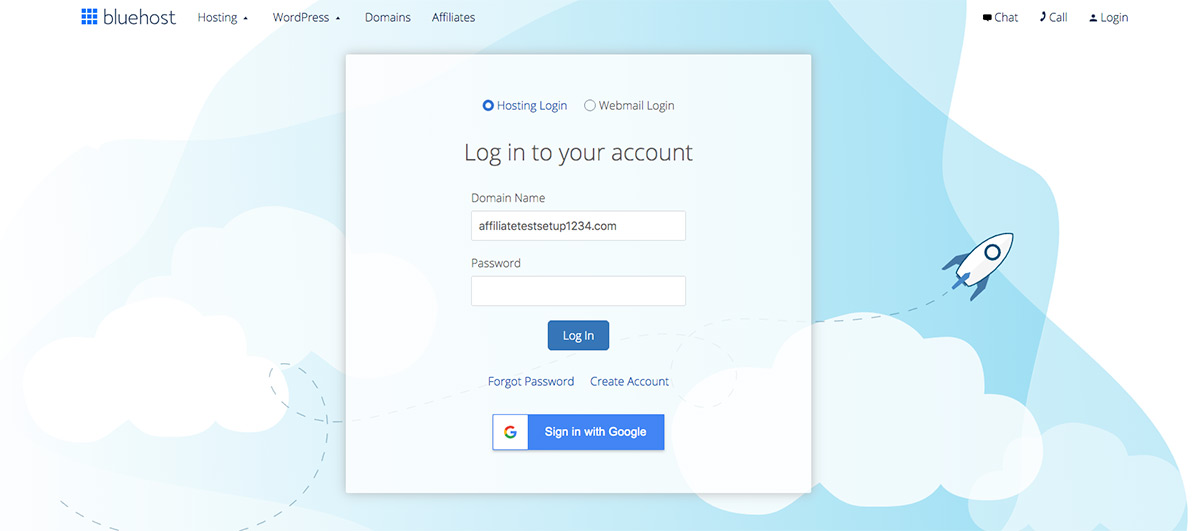 bluehost Hosting WordPress Domains Affiliates Chat Call Login
Hosting Login Webmail Login
Log in to your account
Domain Name
affiliatetestsetup1234.com
Password
Log In
Forgot Password Create Account
G Sign in with Google